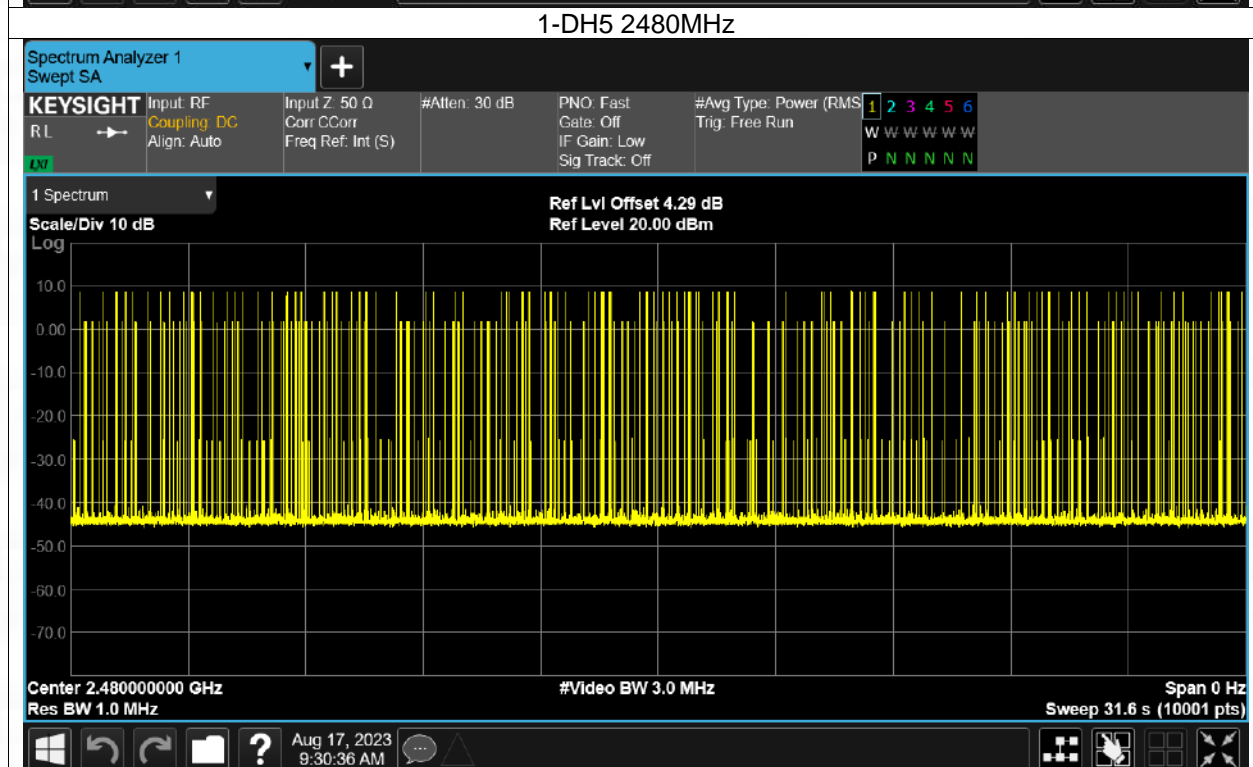 1-DH5 2480MHz
Spectrum Analyzer 1
Swept SA
KEYSIGHT
RL
LXI
Input: RF
Coupling: DC
Align: Auto
Input Z: 50 Ω
Corr CCorr
Freq Ref: Int (S)
#Atten: 30 dB
PNO: Fast
Gate: Off
IF Gain: Low
Sig Track: Off
#Avg Type: Power (RMS
Trig: Free Run
1 2 3 4 5 6
W W W W W W
P N N N N N
1 Spectrum
Scale/Div 10 dB
Log
Ref Lvl Offset 4.29 dB
Ref Level 20.00 dBm
10.0
0.00
-10.0
-20.0
-30.0
-40.0
-50.0
-60.0
-70.0
Center 2.480000000 GHz
Res BW 1.0 MHz
#Video BW 3.0 MHz
Span 0 Hz
Sweep 31.6 s (10001 pts)
?
Aug 17, 2023
9:30:36 AM